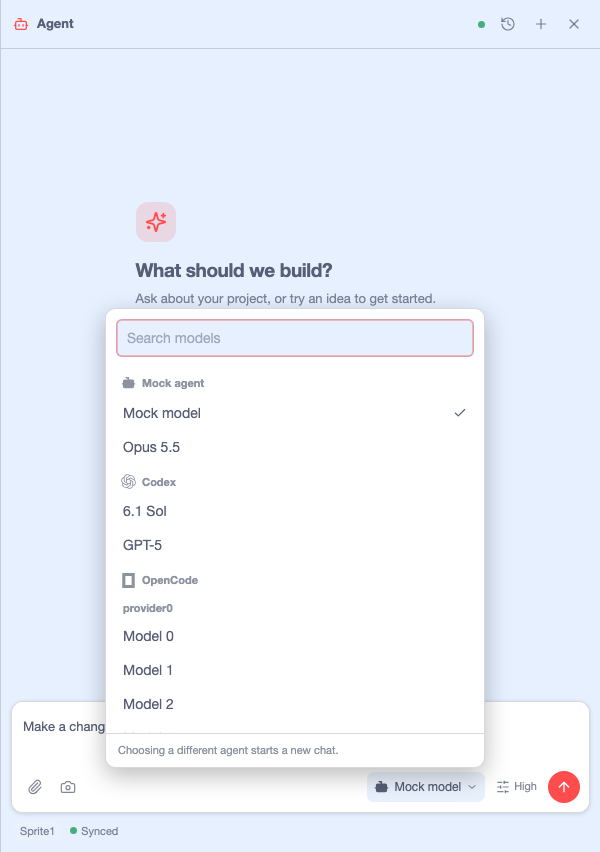 Agent
What should we build?
Ask about your project, or try an idea to get started.
Search models
Mock agent
Mock model
Opus 5.5
Codex
6.1 Sol
GPT-5
OpenCode
provider0
Model 0
Model 1
Model 2
Choosing a different agent starts a new chat.
Make a chang
Mock model
High
Sprite1
Synced